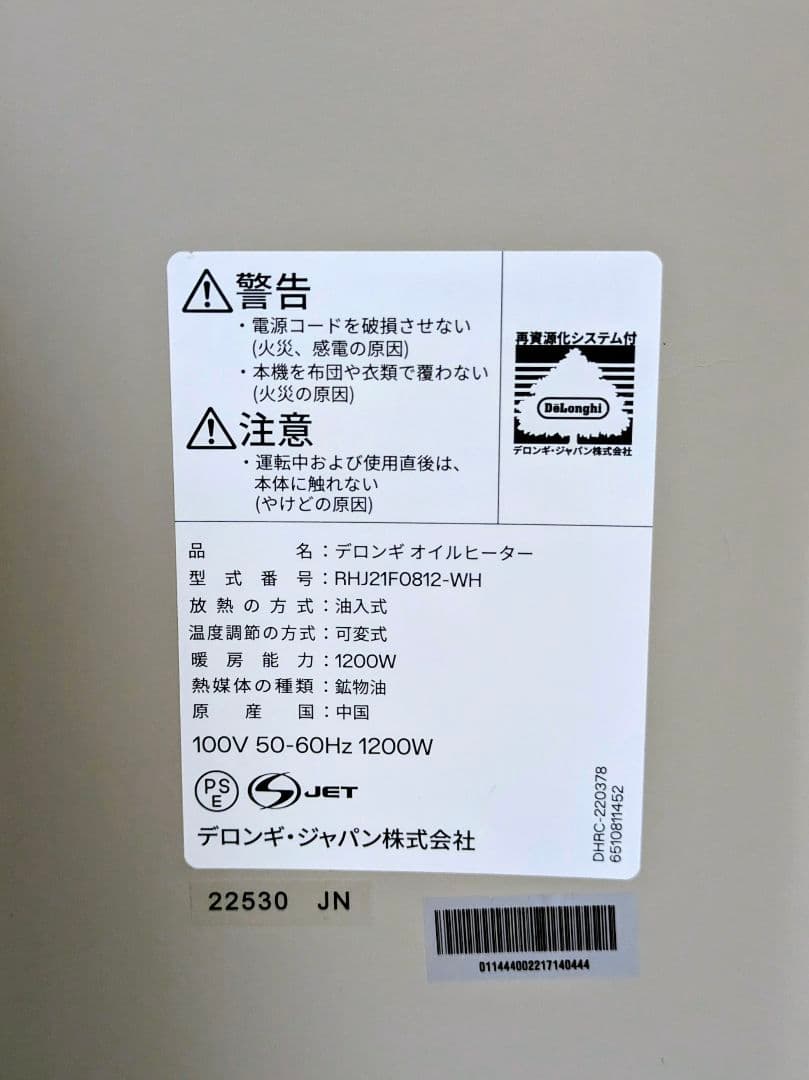 警告
・電源コードを破損させない
(火災、感電の原因)
・本機を布団や衣類で覆わない
(火災の原因)
注意
・運転中および使用直後は、
本体に触れない
(やけどの原因)
再資源化システム付
DeLonghi
デロンギ・ジャパン株式会社
品名：デロンギ オイルヒーター
型式番号：RHJ21F0812-WH
放熱の方式：油入式
温度調節の方式：可変式
暖房能力：1200W
熱媒体の種類：鉱物油
原産国：中国
100V 50-60Hz 1200W
PS
E
JET
デロンギ・ジャパン株式会社
DHRC-220378
6510811452
22530 JN
011444002217140444